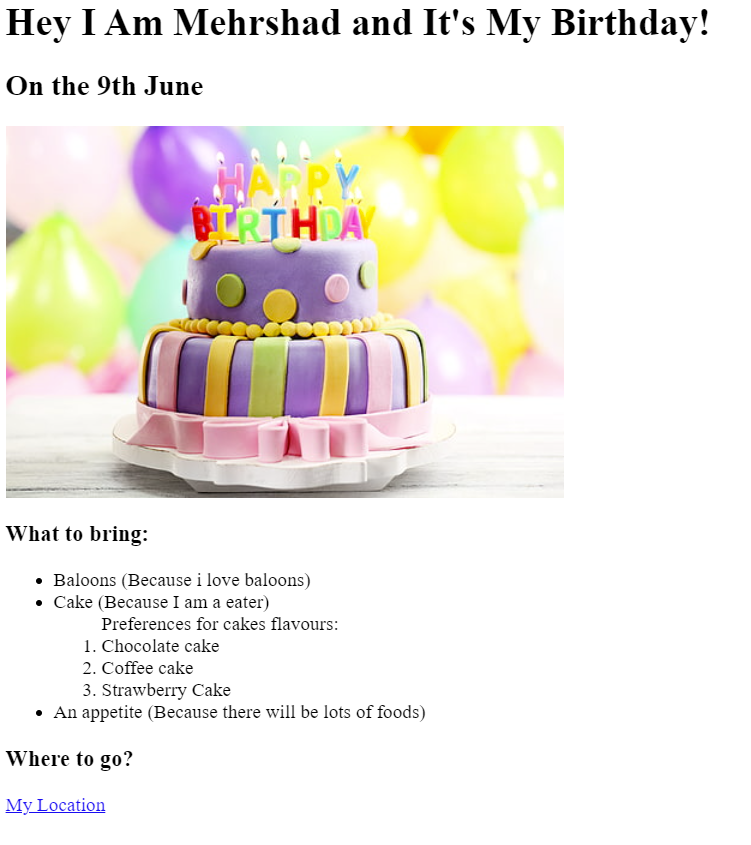 Hey I Am Mehrshad and It's My Birthday!
On the 9th June
HAPPY
BIRTHDAY
What to bring:
• Baloons (Because i love baloons)
• Cake (Because I am a eater)
Preferences for cakes flavours:
1. Chocolate cake
2. Coffee cake
3. Strawberry Cake
• An appetite (Because there will be lots of foods)
Where to go?
My Location